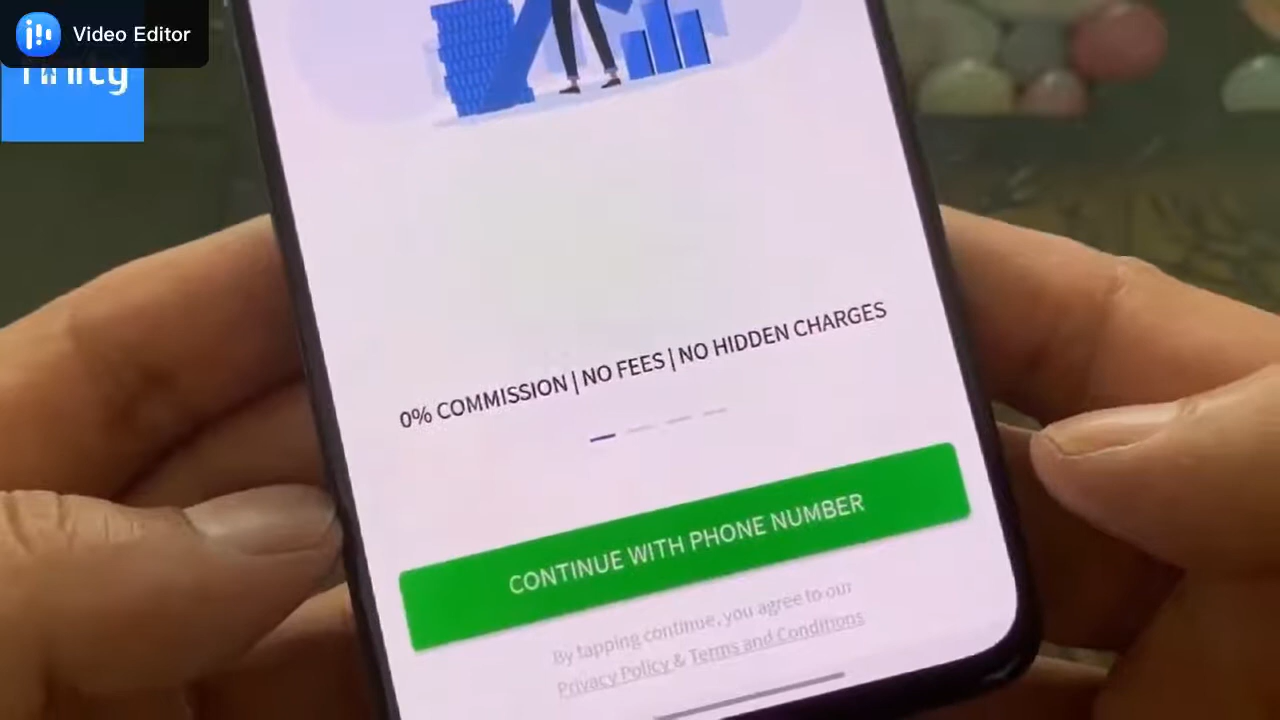 Video Editor
0% COMMISSION | NO FEES | NO HIDDEN CHARGES
CONTINUE WITH PHONE NUMBER
By tapping continue, you agree to our
Privacy Policy & Terms and Conditions